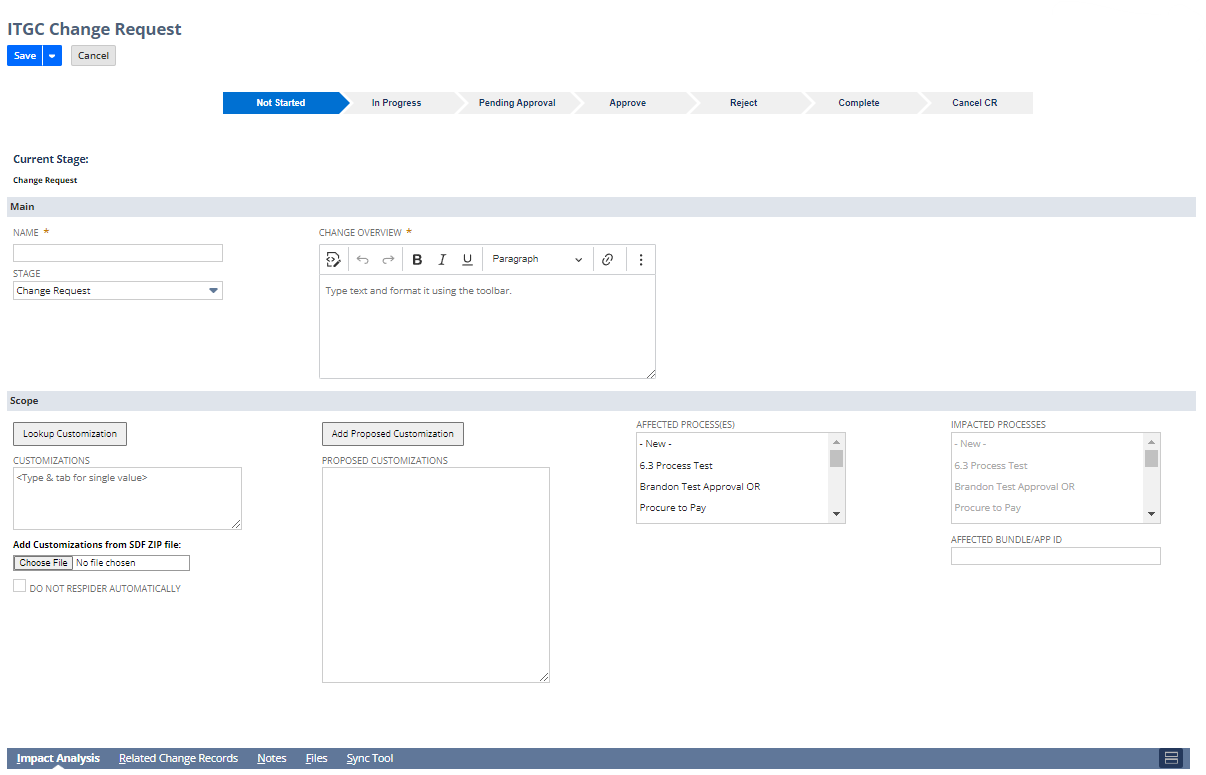 ITGC Change Request
Save
Cancel
Not Started
In Progress
Pending Approval
Approve
Reject
Complete
Cancel CR
Current Stage:
Change Request
Main
NAME *
STAGE
Change Request
CHANGE OVERVIEW *
B I U Paragraph
Type text and format it using the toolbar.
Scope
Lookup Customization
CUSTOMIZATIONS
<Type & tab for single value>
Add Customizations from SDF ZIP file:
Choose File No file chosen
DO NOT RESPIDER AUTOMATICALLY
Add Proposed Customization
PROPOSED CUSTOMIZATIONS
AFFECTED PROCESS(ES)
- New -
6.3 Process Test
Brandon Test Approval OR
Procure to Pay
IMPACTED PROCESSES
- New -
6.3 Process Test
Brandon Test Approval OR
Procure to Pay
AFFECTED BUNDLE/APP ID
Impact Analysis
Related Change Records
Notes
Files
Sync Tool